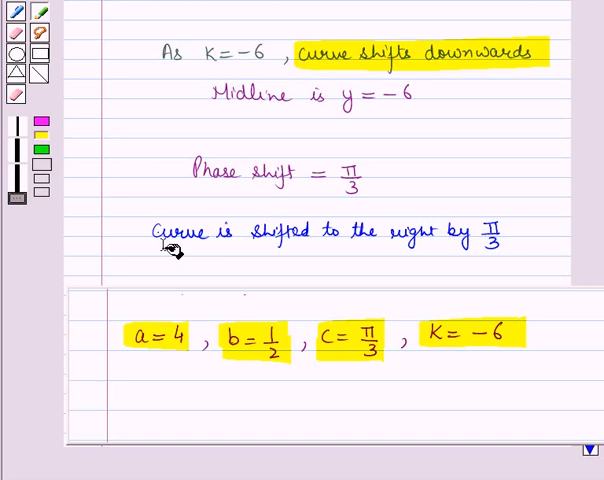 As K = -6 , curve shifts downwards
Midline is y = -6
Phase shift = π/3
Curve is shifted to the right by π/3
a = 4 , b = 1/2 , c = π/3 , K = -6